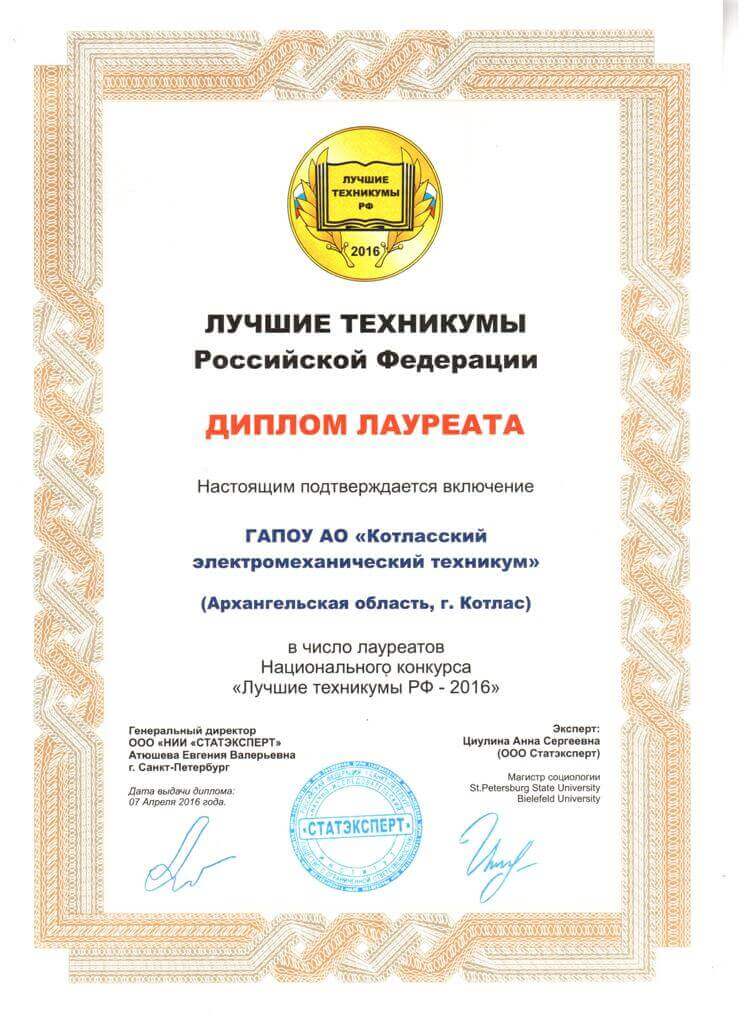 ЛУЧШИЕ
ТЕХНИКУМЫ
РФ
2016
ЛУЧШИЕ ТЕХНИКУМЫ
Российской Федерации
ДИПЛОМ ЛАУРЕАТА
Настоящим подтверждается включение
ГАПОУ АО «Котласский
электромеханический техникум»
(Архангельская область, г. Котлас)
в число лауреатов
Национального конкурса
«Лучшие техникумы РФ - 2016»
Генеральный директор
ООО «НИИ «СТАТЭКСПЕРТ»
Атюшева Евгения Валерьевна
г. Санкт-Петербург
Дата выдачи диплома:
07 Апреля 2016 года.
Эксперт:
Циулина Анна Сергеевна
(ООО Статэксперт)
Магистр социологии
St.Petersburg State University
Bielefeld University
«СТАТЭКСПЕРТ»